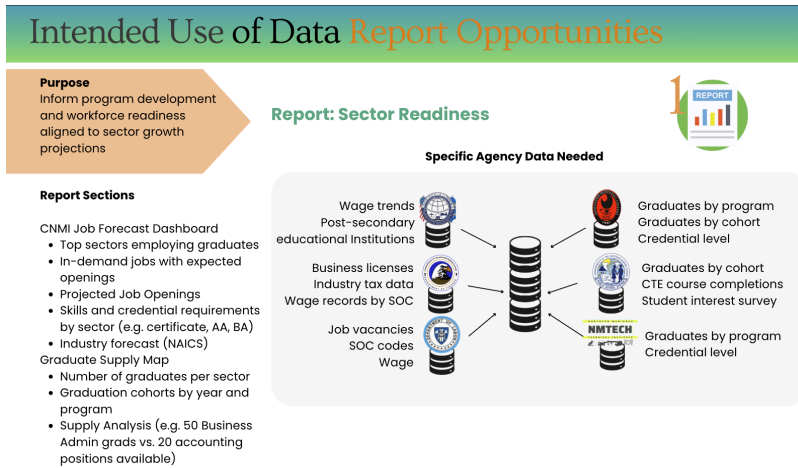 Intended Use of Data Report Opportunities
Purpose
Inform program development
and workforce readiness
aligned to sector growth
projections
Report: Sector Readiness
1
REPORT
Specific Agency Data Needed
Report Sections
CNMI Job Forecast Dashboard
Top sectors employing graduates
In-demand jobs with expected
openings
Projected Job Openings
Skills and credential requirements
by sector (e.g. certificate, AA, BA)
Industry forecast (NAICS)
Graduate Supply Map
Number of graduates per sector
Graduation cohorts by year and
program
Supply Analysis (e.g. 50 Business
Admin grads vs. 20 accounting
positions available)
Wage trends
Post-secondary
educational Institutions
Business licenses
Industry tax data
Wage records by SOC
Job vacancies
SOC codes
Wage
Graduates by program
Graduates by cohort
Credential level
Graduates by cohort
CTE course completions
Student interest survey
NMTECH
Graduates by program
Credential level